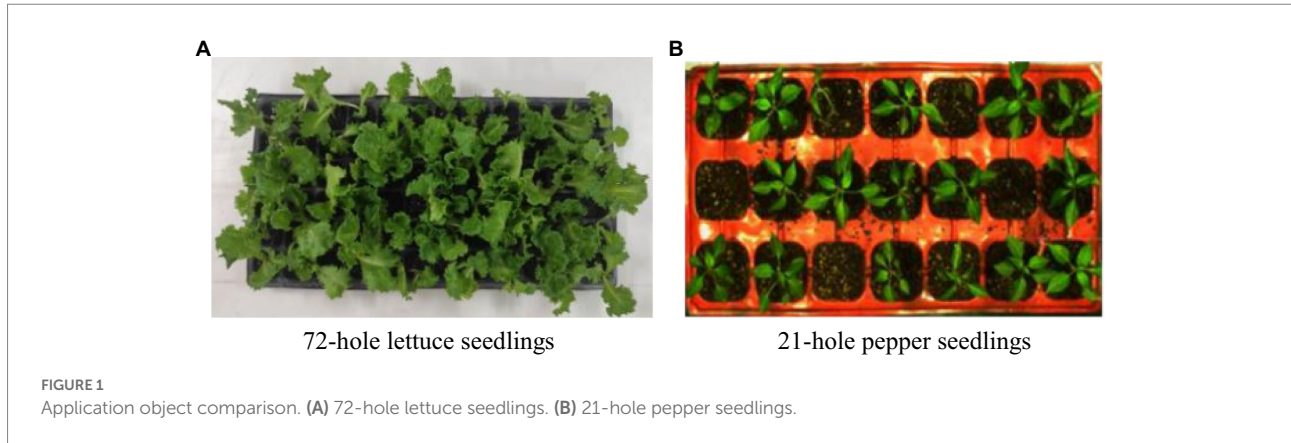 A
B
72-hole lettuce seedlings
21-hole pepper seedlings
FIGURE 1
Application object comparison. (A) 72-hole lettuce seedlings. (B) 21-hole pepper seedlings.